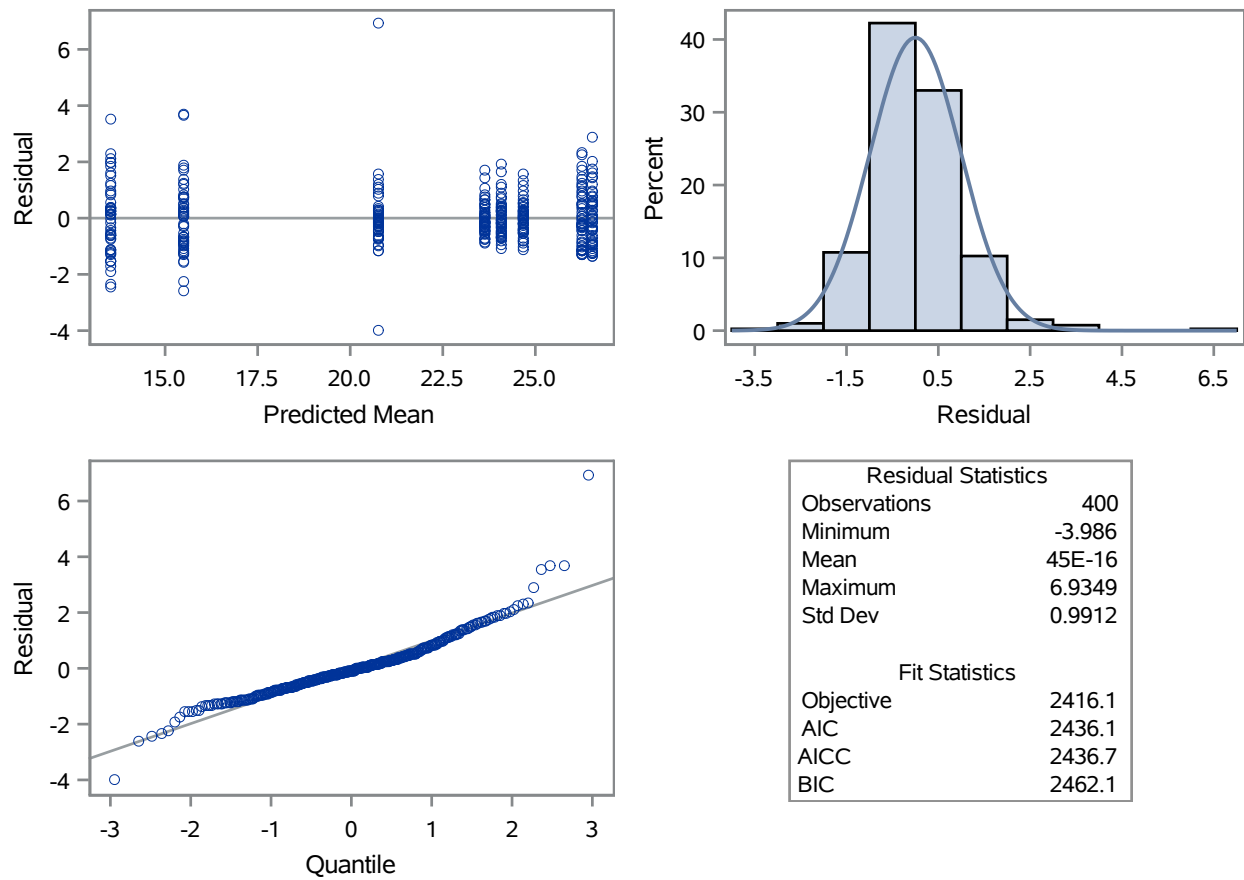 6
4
2
0
-2
-4
Residual
15.0 17.5 20.0 22.5 25.0
Predicted Mean
40
30
20
10
0
Percent
-3.5 -1.5 0.5 2.5 4.5 6.5
Residual
6
4
2
0
-2
-4
Residual
-3 -2 -1 0 1 2 3
Quantile
Residual Statistics
Observations 400
Minimum -3.986
Mean 45E-16
Maximum 6.9349
Std Dev 0.9912
Fit Statistics
Objective 2416.1
AIC 2436.1
AICC 2436.7
BIC 2462.1